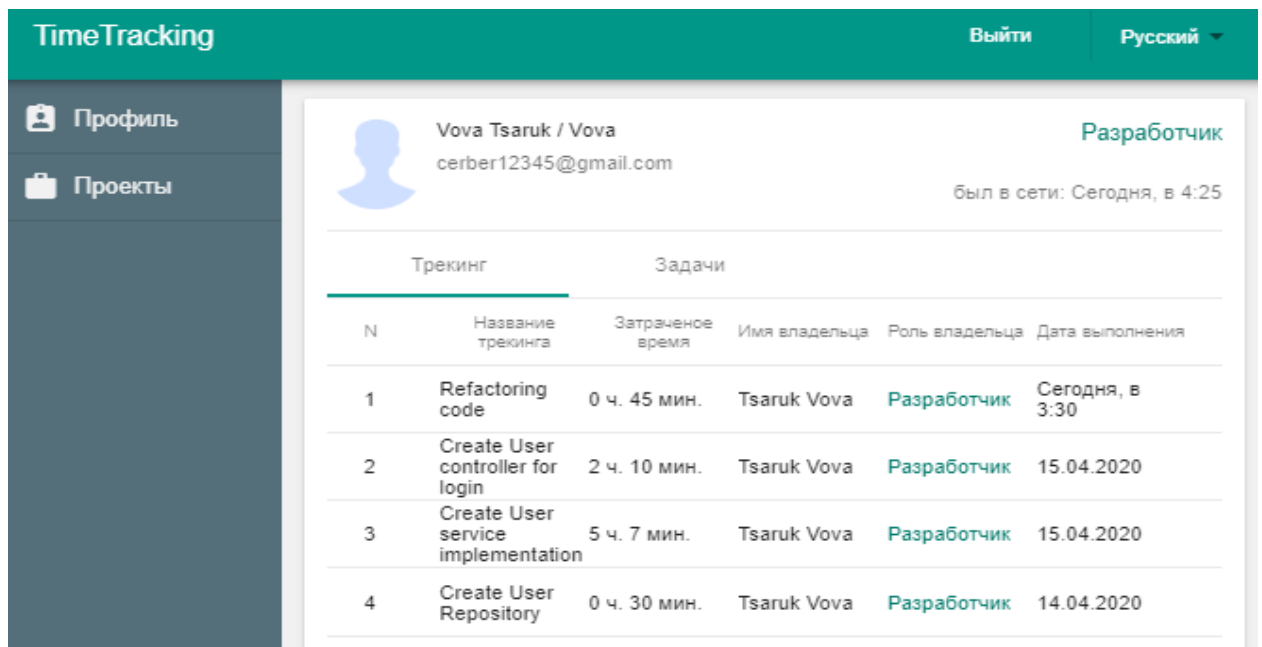 TimeTracking
Выйти
Русский
Профиль
Проекты
Vova Tsaruk / Vova
cerber12345@gmail.com
Разработчик
был в сети: Сегодня, в 4:25
Трекинг
Задачи
N
Название
трекинга
Затраченое
время
Имя владельца
Роль владельца
Дата выполнения
1
Refactoring
code
0 ч. 45 мин.
Tsaruk Vova
Разработчик
Сегодня, в
3:30
2
Create User
controller for
login
2 ч. 10 мин.
Tsaruk Vova
Разработчик
15.04.2020
3
Create User
service
implementation
5 ч. 7 мин.
Tsaruk Vova
Разработчик
15.04.2020
4
Create User
Repository
0 ч. 30 мин.
Tsaruk Vova
Разработчик
14.04.2020